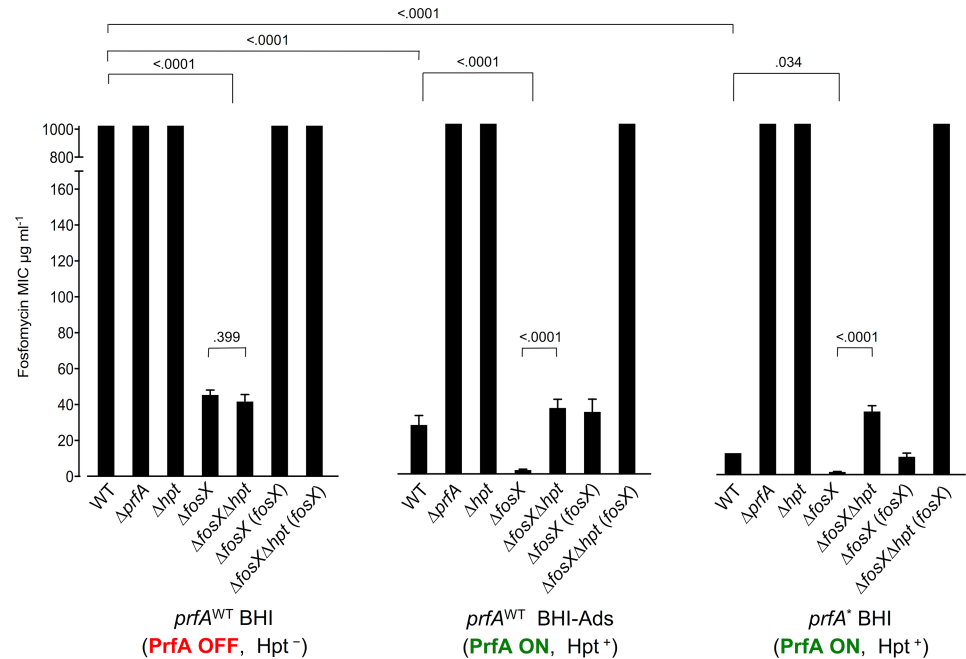 <.0001
<.0001
<.0001
<.0001
.034
1000
800
160
140
120
100
80
60
40
20
0
Fosfomycin MIC µg ml-1
.399
<.0001
<.0001
WT
ΔprfA
Δhpt
ΔfosX
ΔfosXΔhpt
ΔfosX (fosX)
ΔfosXΔhpt (fosX)
WT
ΔprfA
Δhpt
ΔfosX
ΔfosXΔhpt
ΔfosX (fosX)
ΔfosXΔhpt (fosX)
WT
ΔprfA
Δhpt
ΔfosX
ΔfosXΔhpt
ΔfosX (fosX)
ΔfosXΔhpt (fosX)
prfAWT BHI
(PrfA OFF, Hpt−)
prfAWT BHI-Ads
(PrfA ON, Hpt+)
prfA* BHI
(PrfA ON, Hpt+)